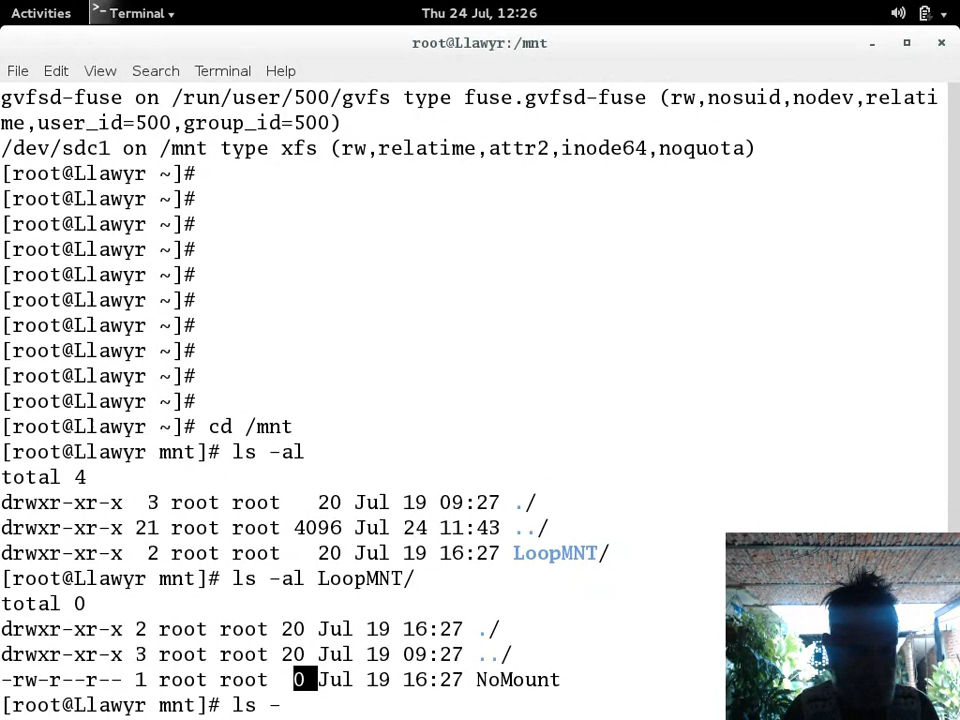 Activities >_ Terminal ▾ Thu 24 Jul, 12:26
root@Llawyr:/mnt
File Edit View Search Terminal Help
gvfsd-fuse on /run/user/500/gvfs type fuse.gvfsd-fuse (rw,nosuid,nodev,relati
me,user_id=500,group_id=500)
/dev/sdc1 on /mnt type xfs (rw,relatime,attr2,inode64,noquota)
[root@Llawyr ~]#
[root@Llawyr ~]#
[root@Llawyr ~]#
[root@Llawyr ~]#
[root@Llawyr ~]#
[root@Llawyr ~]#
[root@Llawyr ~]#
[root@Llawyr ~]#
[root@Llawyr ~]#
[root@Llawyr ~]#
[root@Llawyr ~]# cd /mnt
[root@Llawyr mnt]# ls -al
total 4
drwxr-xr-x  3 root root   20 Jul 19 09:27 ./
drwxr-xr-x 21 root root 4096 Jul 24 11:43 ../
drwxr-xr-x  2 root root   20 Jul 19 16:27 LoopMNT/
[root@Llawyr mnt]# ls -al LoopMNT/
total 0
drwxr-xr-x 2 root root 20 Jul 19 16:27 ./
drwxr-xr-x 3 root root 20 Jul 19 09:27 ../
-rw-r--r-- 1 root root  0 Jul 19 16:27 NoMount
[root@Llawyr mnt]# ls -